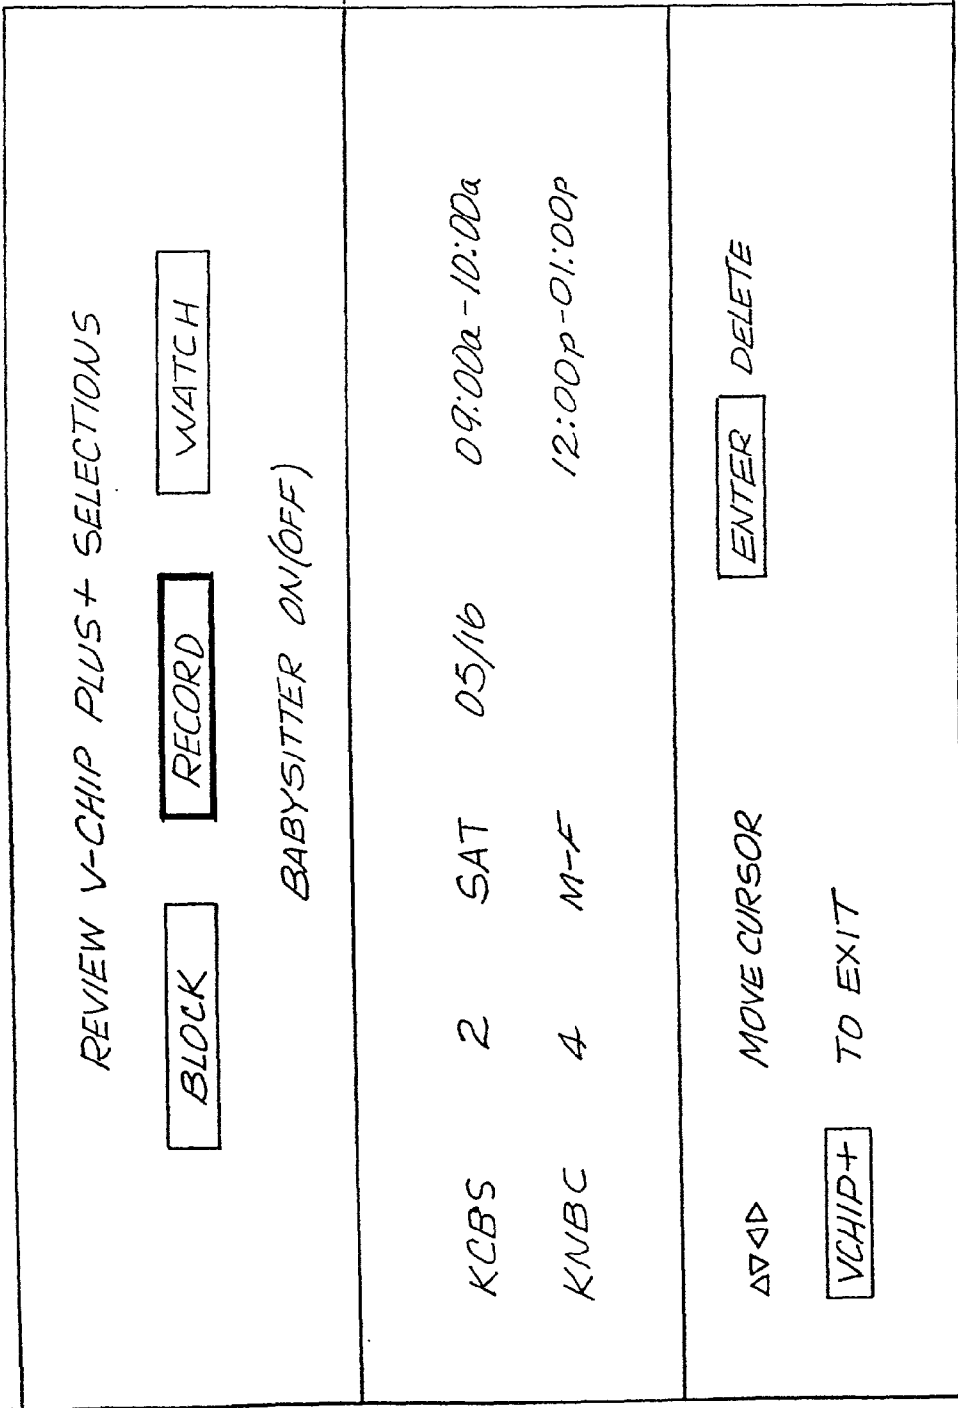 REVIEW V-CHIP PLUS+ SELECTIONS
BLOCK RECORD WATCH
BABYSITTER ON(OFF)
KCBS 2 SAT 05/16 09:00a-10:00a
KNBC 4 M-F 12:00p-01:00p
△▽◁▷ MOVE CURSOR ENTER DELETE
VCHIP+ TO EXIT